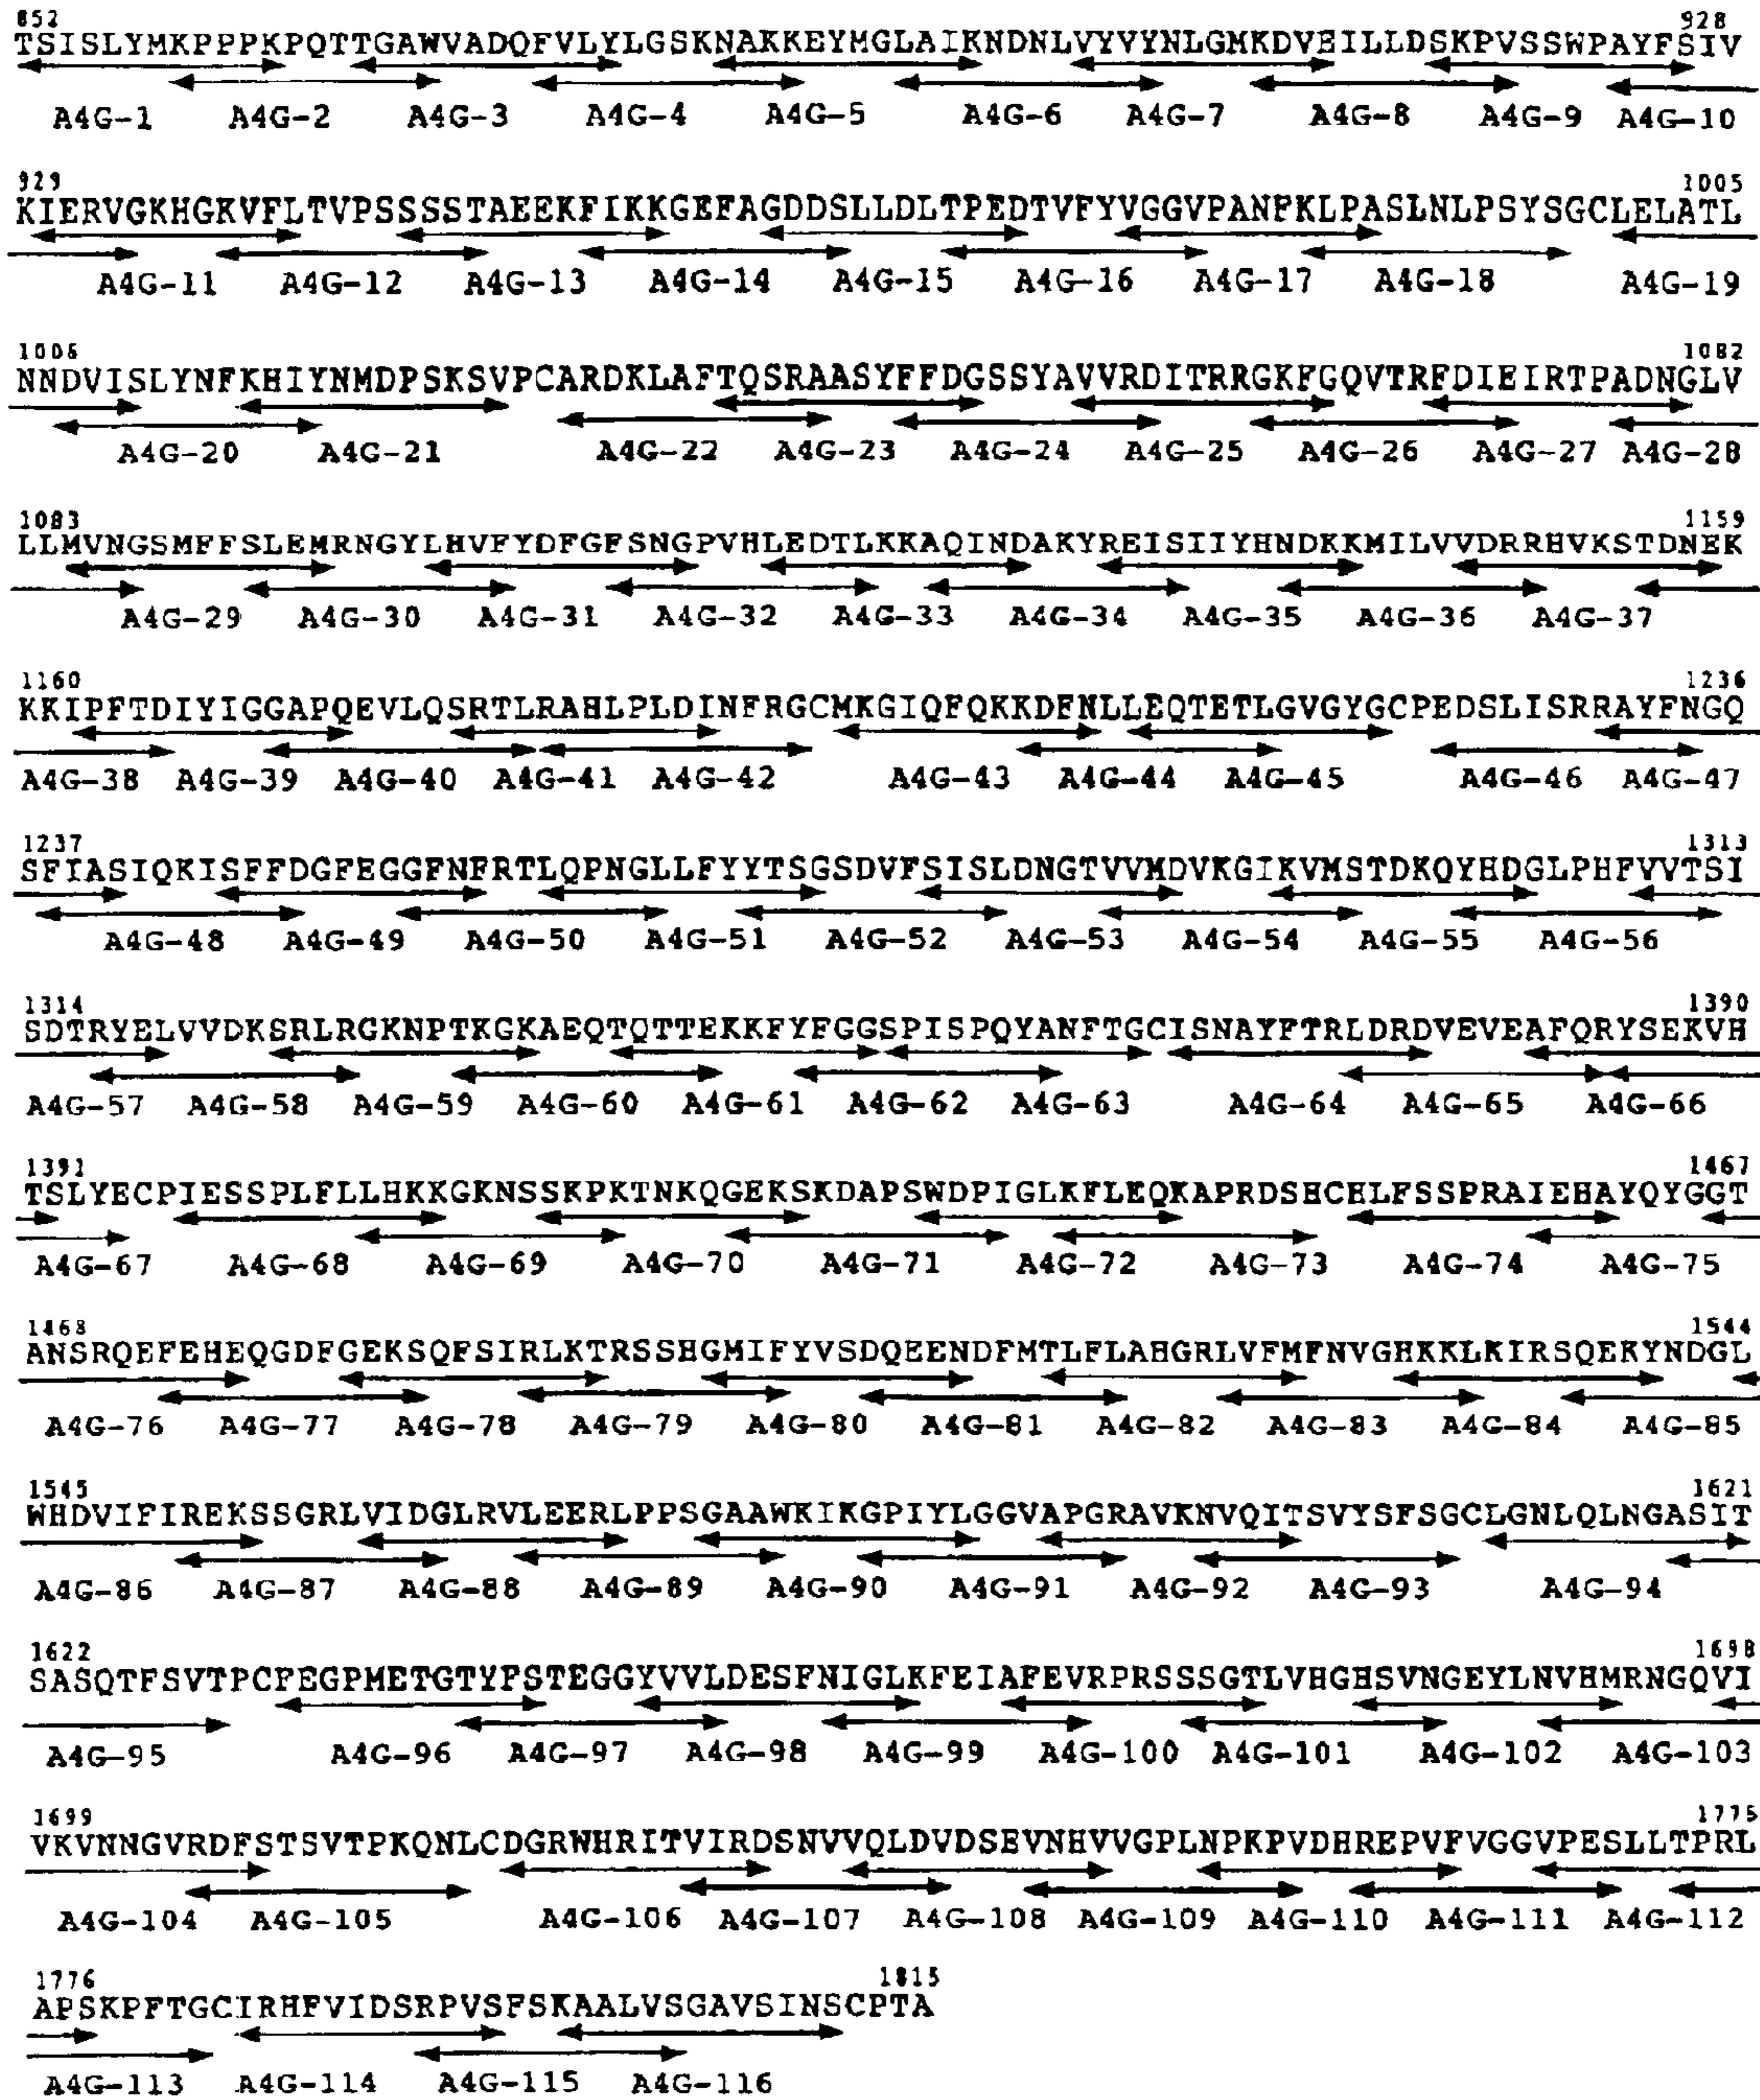 852 928
TSISLYMKPPPKPQTTGAWVADQFVLYLGSKNAKKEYMGLAIKNDNLVYVYNLGMKDVEILLDSKPVSSWPAYFSIV
A4G-1 A4G-2 A4G-3 A4G-4 A4G-5 A4G-6 A4G-7 A4G-8 A4G-9 A4G-10
929 1005
KIERVGKHGKVFLTVPSSSSTAEEKFIKKGEFAGDDSLLDLTPEDTVFYVGGVPANFKLPASLNLPSYSGCLELATL
A4G-11 A4G-12 A4G-13 A4G-14 A4G-15 A4G-16 A4G-17 A4G-18 A4G-19
1006 1082
NNDVISLYNFKHIYNMDPSKSVPCARDKLAFTQSRAASYFFDGSSYAVVRDITRRGKFGQVTRFDIEIRTPADNGLV
A4G-20 A4G-21 A4G-22 A4G-23 A4G-24 A4G-25 A4G-26 A4G-27 A4G-28
1083 1159
LLMVNGSMFFSLEMRNGYLHVFYDFGFSNGPVHLEDTLKKAQINDAKYREISIIYHNDKKMILVVDRRHVKSTDNEK
A4G-29 A4G-30 A4G-31 A4G-32 A4G-33 A4G-34 A4G-35 A4G-36 A4G-37
1160 1236
KKIPFTDIYIGGAPQEVLQSRTLRAHLPLDINFRGCMKGIQFQKKDFNLLEQTETLGVGYGCPEDSLISRRAYFNGQ
A4G-38 A4G-39 A4G-40 A4G-41 A4G-42 A4G-43 A4G-44 A4G-45 A4G-46 A4G-47
1237 1313
SFIASIQKISFFDGFEGGFNFRTLQPNGLLFYYTSGSDVFSISLDNGTVVMDVKGIKVMSTDKQYHDGLPHFVVTSI
A4G-48 A4G-49 A4G-50 A4G-51 A4G-52 A4G-53 A4G-54 A4G-55 A4G-56
1314 1390
SDTRYELVVDKSRLRGKNPTKGKAEQTQTTEKKFYFGGSPISPQYANFTGCISNAYFTRLDRDVEVEAFQRYSEKVH
A4G-57 A4G-58 A4G-59 A4G-60 A4G-61 A4G-62 A4G-63 A4G-64 A4G-65 A4G-66
1391 1467
TSLYECPIESSPLFLLHKKGKNSSKPKTNKQGEKSKDAPSWDPIGLKFLEQKAPRDSHCHLFSSPRAIEHAYQYGGT
A4G-67 A4G-68 A4G-69 A4G-70 A4G-71 A4G-72 A4G-73 A4G-74 A4G-75
1468 1544
ANSRQEFEHEQGDFGEKSQFSIRLKTRSSHGMIFYVSDQEENDFMTLFLAHGRLVFMFNVGHKKLKIRSQEKYNDGL
A4G-76 A4G-77 A4G-78 A4G-79 A4G-80 A4G-81 A4G-82 A4G-83 A4G-84 A4G-85
1545 1621
WHDVIFIREKSSGRLVIDGLRVLEERLPPSGAAWKIKGPIYLGGVAPGRAVKNVQITSVYSFSGCLGNLQLNGASIT
A4G-86 A4G-87 A4G-88 A4G-89 A4G-90 A4G-91 A4G-92 A4G-93 A4G-94
1622 1698
SASQTFSVTPCFEGPMETGTYFSTEGGYVVLDESFNIGLKFEIAFEVRPRSSSGTLVHGHSVNGEYLNVHMRNGQVI
A4G-95 A4G-96 A4G-97 A4G-98 A4G-99 A4G-100 A4G-101 A4G-102 A4G-103
1699 1775
VKVNNGVRDFSTSVTPKQNLCDGRWHRITVIRDSNVVQLDVDSEVNHVVGPLNPKPVDHREPVFVGGVPESLLTPRL
A4G-104 A4G-105 A4G-106 A4G-107 A4G-108 A4G-109 A4G-110 A4G-111 A4G-112
1776 1815
APSKPFTGCIRHFVIDSRPVSFSKAALVSGAVSINSCPTA
A4G-113 A4G-114 A4G-115 A4G-116